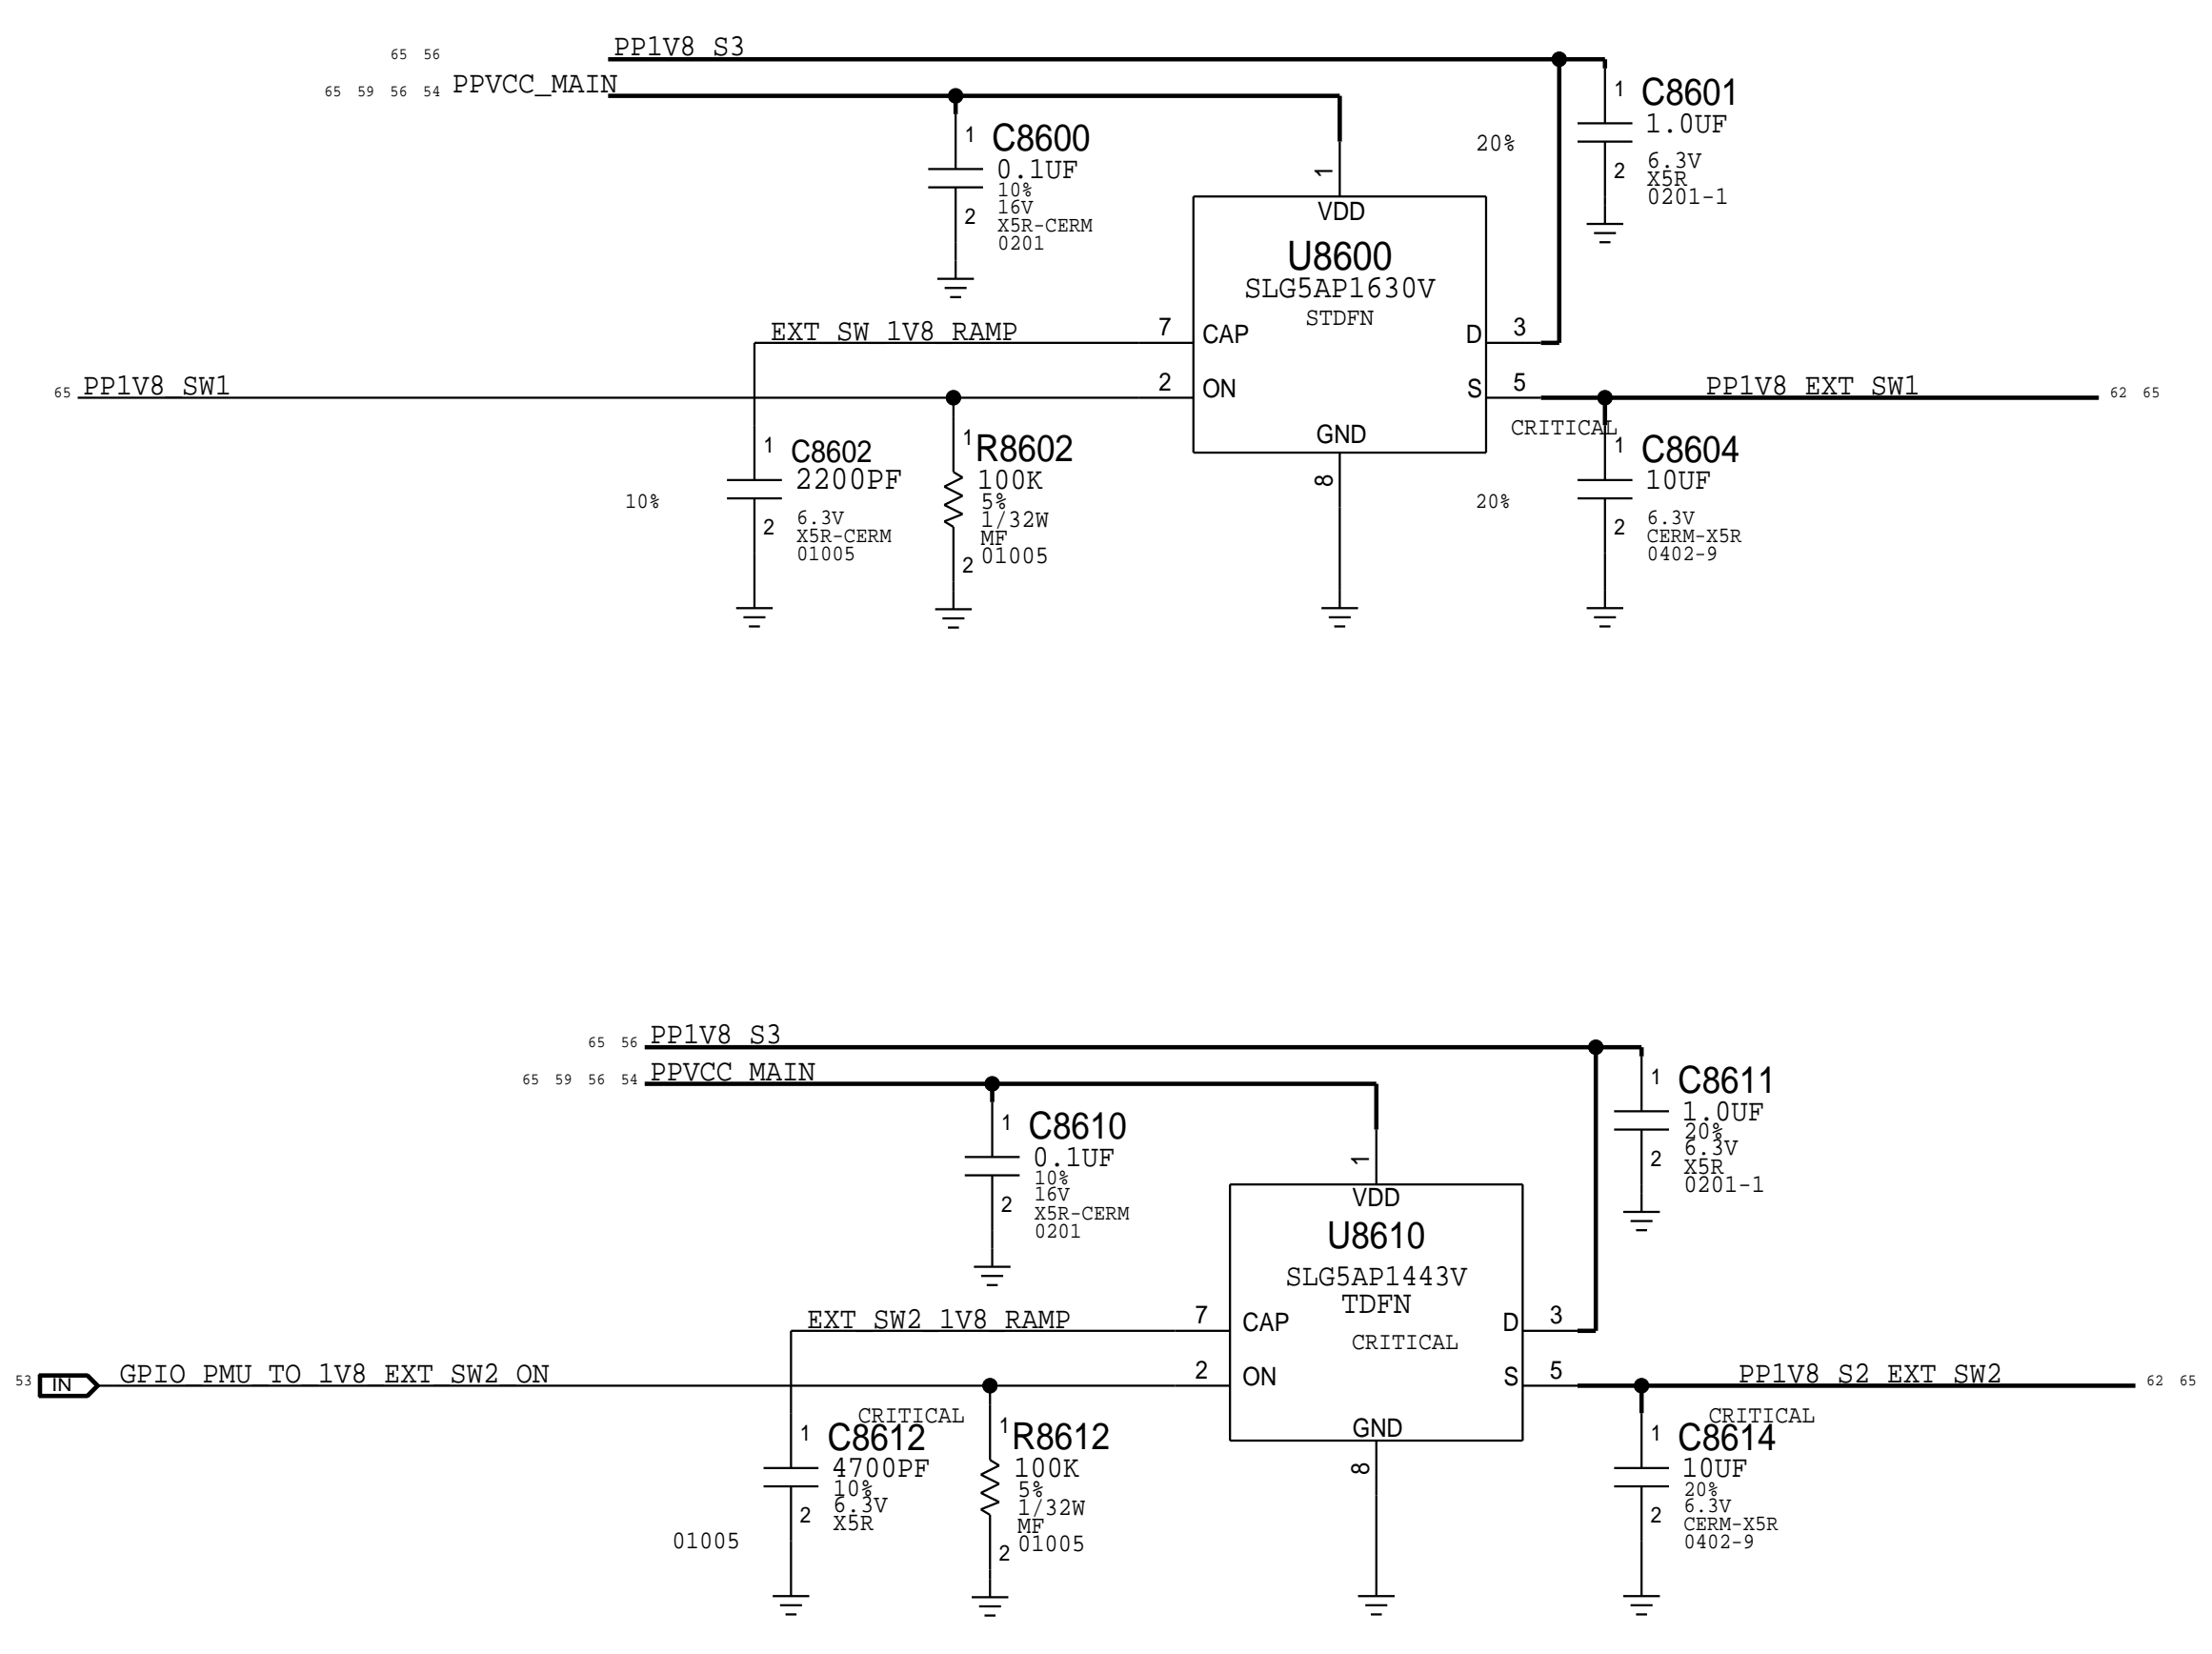 65 56 PP1V8_S3
65 59 56 54 PPVCC_MAIN
1 C8601
1.0UF
20%
2 6.3V
X5R
0201-1
1 C8600
0.1UF
10%
2 16V
X5R-CERM
0201
1
VDD
U8600
SLG5AP1630V
STDFN
EXT_SW_1V8_RAMP 7 CAP D 3
65 PP1V8_SW1 2 ON S 5 PP1V8_EXT_SW1 62 65
GND
8
CRITICAL
1 C8602
2200PF
10%
2 6.3V
X5R-CERM
01005
1 R8602
100K
5%
1/32W
MF
2 01005
1 C8604
10UF
20%
2 6.3V
CERM-X5R
0402-9
65 56 PP1V8_S3
65 59 56 54 PPVCC_MAIN
1 C8611
1.0UF
20%
6.3V
2 X5R
0201-1
1 C8610
0.1UF
10%
16V
2 X5R-CERM
0201
1
VDD
U8610
SLG5AP1443V
TDFN
CRITICAL
EXT_SW2_1V8_RAMP 7 CAP D 3
53 IN GPIO_PMU_TO_1V8_EXT_SW2_ON 2 ON S 5 PP1V8_S2_EXT_SW2 62 65
GND
8
CRITICAL
1 C8612
4700PF
10%
6.3V
2 X5R
01005
1 R8612
100K
5%
1/32W
MF
2 01005
CRITICAL
1 C8614
10UF
20%
6.3V
2 CERM-X5R
0402-9